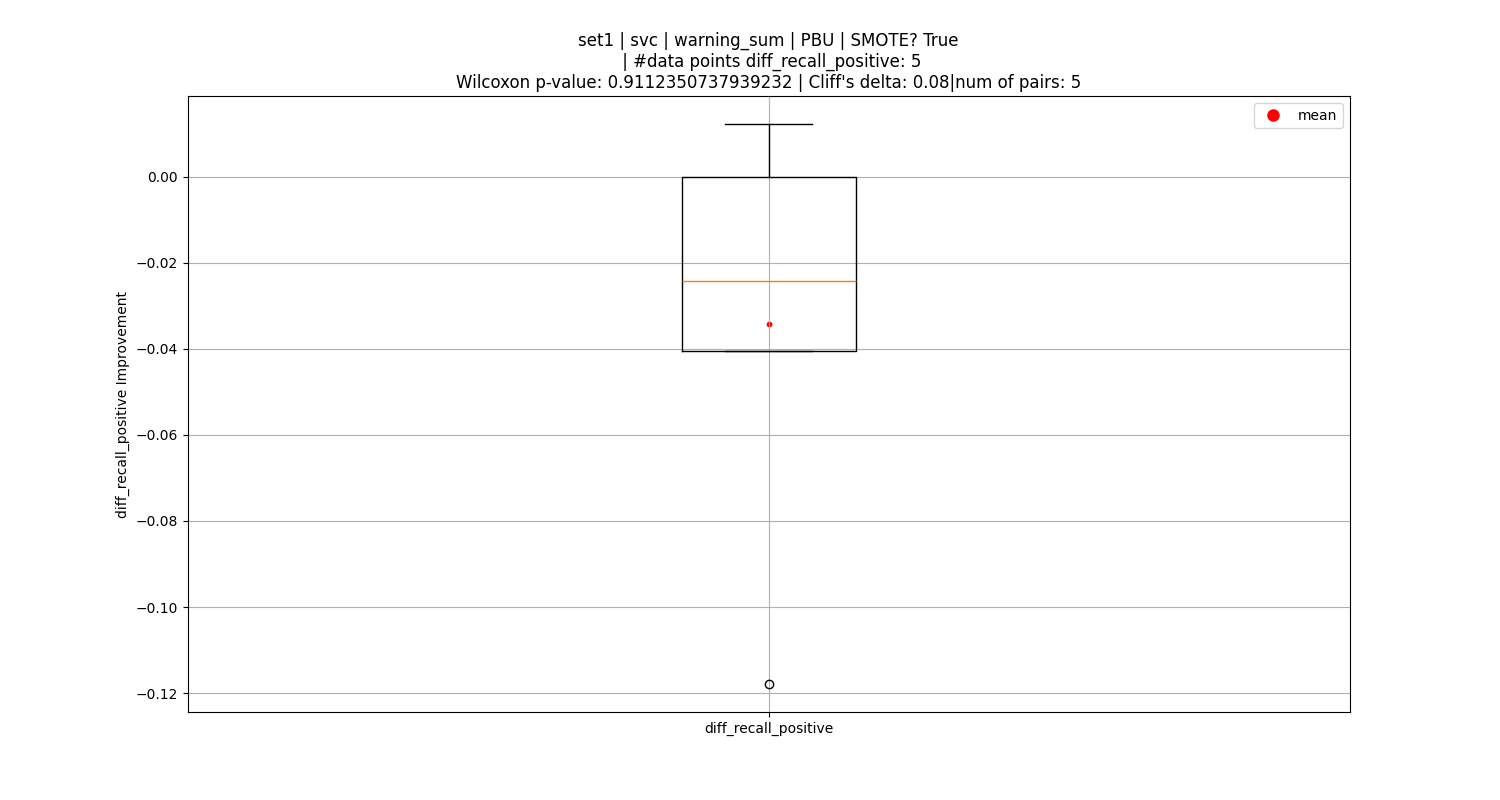 set1 | svc | warning_sum | PBU | SMOTE? True
| #data points diff_recall_positive: 5
Wilcoxon p-value: 0.9112350737939232 | Cliff's delta: 0.08|num of pairs: 5
mean
0.00
−0.02
−0.04
−0.06
−0.08
−0.10
−0.12
diff_recall_positive Improvement
diff_recall_positive